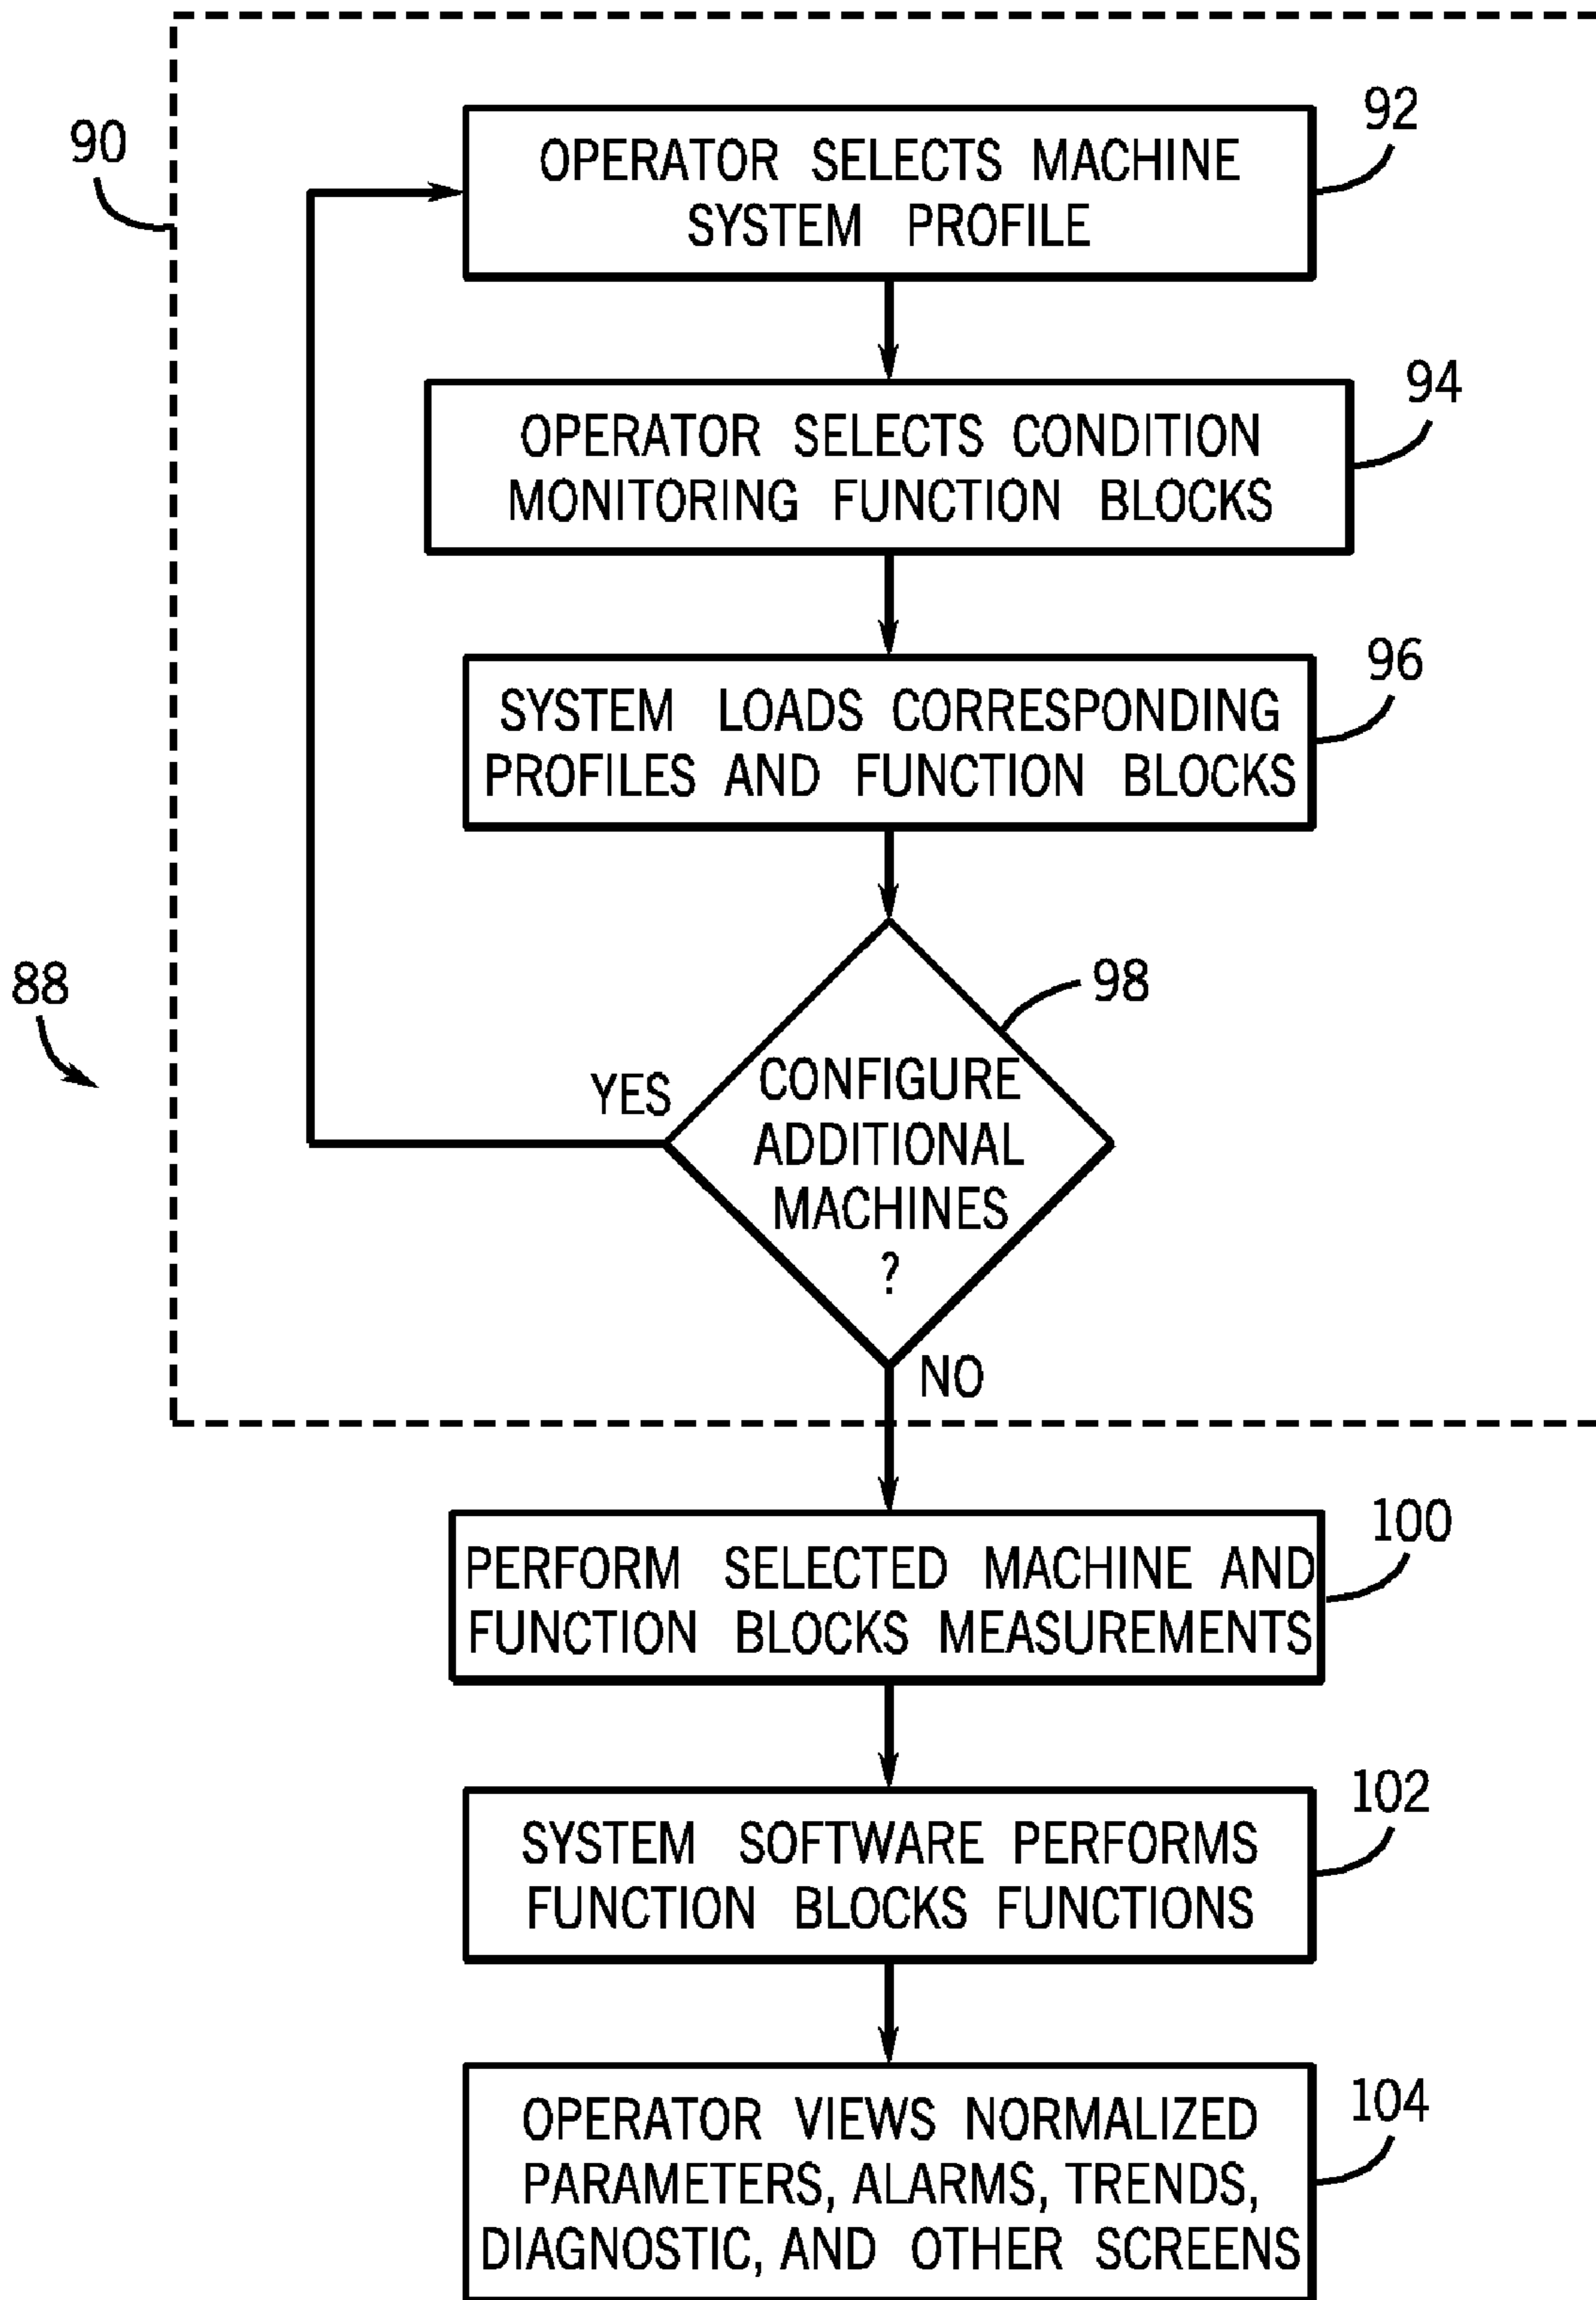 90
92
OPERATOR SELECTS MACHINE
SYSTEM PROFILE
94
OPERATOR SELECTS CONDITION
MONITORING FUNCTION BLOCKS
96
SYSTEM LOADS CORRESPONDING
PROFILES AND FUNCTION BLOCKS
88
98
YES
CONFIGURE
ADDITIONAL
MACHINES
?
NO
100
PERFORM SELECTED MACHINE AND
FUNCTION BLOCKS MEASUREMENTS
102
SYSTEM SOFTWARE PERFORMS
FUNCTION BLOCKS FUNCTIONS
104
OPERATOR VIEWS NORMALIZED
PARAMETERS, ALARMS, TRENDS,
DIAGNOSTIC, AND OTHER SCREENS